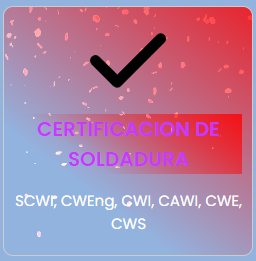 CERTIFICACION DE
SOLDADURA
SCWI, CWEng, CWI, CAWI, CWE,
CWS